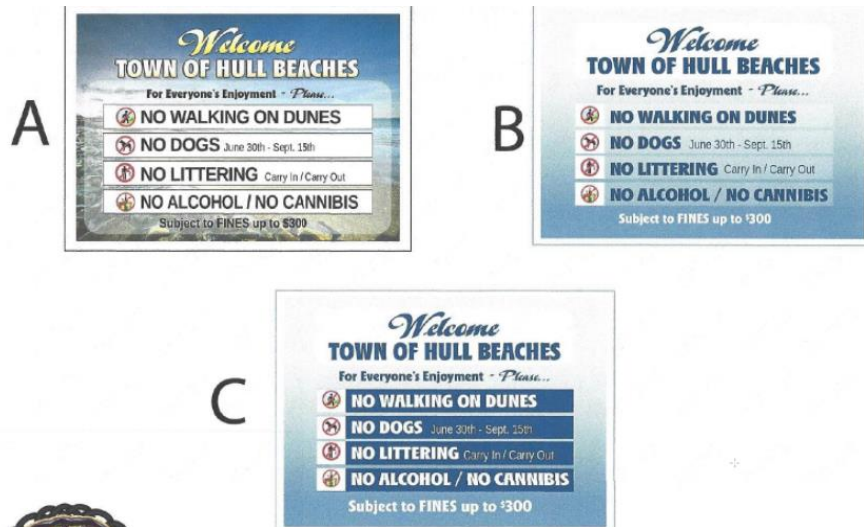 A
Welcome
TOWN OF HULL BEACHES
For Everyone's Enjoyment - Please...
NO WALKING ON DUNES
NO DOGS June 30th - Sept. 15th
NO LITTERING Carry In / Carry Out
NO ALCOHOL / NO CANNIBIS
Subject to FINES up to $300
B
Welcome
TOWN OF HULL BEACHES
For Everyone's Enjoyment - Please...
NO WALKING ON DUNES
NO DOGS June 30th - Sept. 15th
NO LITTERING Carry In / Carry Out
NO ALCOHOL / NO CANNIBIS
Subject to FINES up to $300
C
Welcome
TOWN OF HULL BEACHES
For Everyone's Enjoyment - Please...
NO WALKING ON DUNES
NO DOGS June 30th - Sept. 15th
NO LITTERING Carry In / Carry Out
NO ALCOHOL / NO CANNIBIS
Subject to FINES up to $300